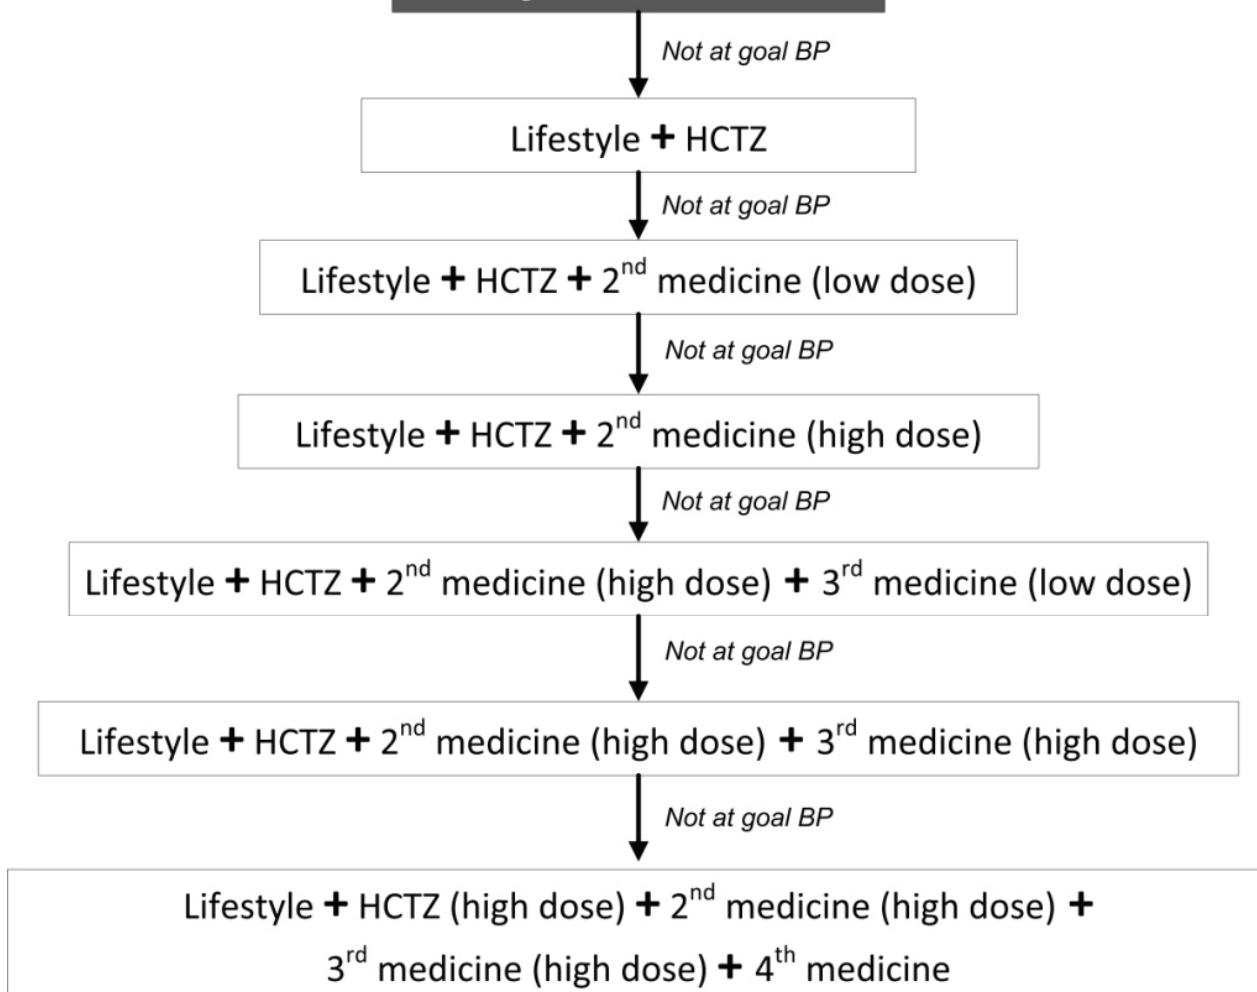 Not at goal BP
Lifestyle + HCTZ
Not at goal BP
Lifestyle + HCTZ + 2nd medicine (low dose)
Not at goal BP
Lifestyle + HCTZ + 2nd medicine (high dose)
Not at goal BP
Lifestyle + HCTZ + 2nd medicine (high dose) + 3rd medicine (low dose)
Not at goal BP
Lifestyle + HCTZ + 2nd medicine (high dose) + 3rd medicine (high dose)
Not at goal BP
Lifestyle + HCTZ (high dose) + 2nd medicine (high dose) +
3rd medicine (high dose) + 4th medicine